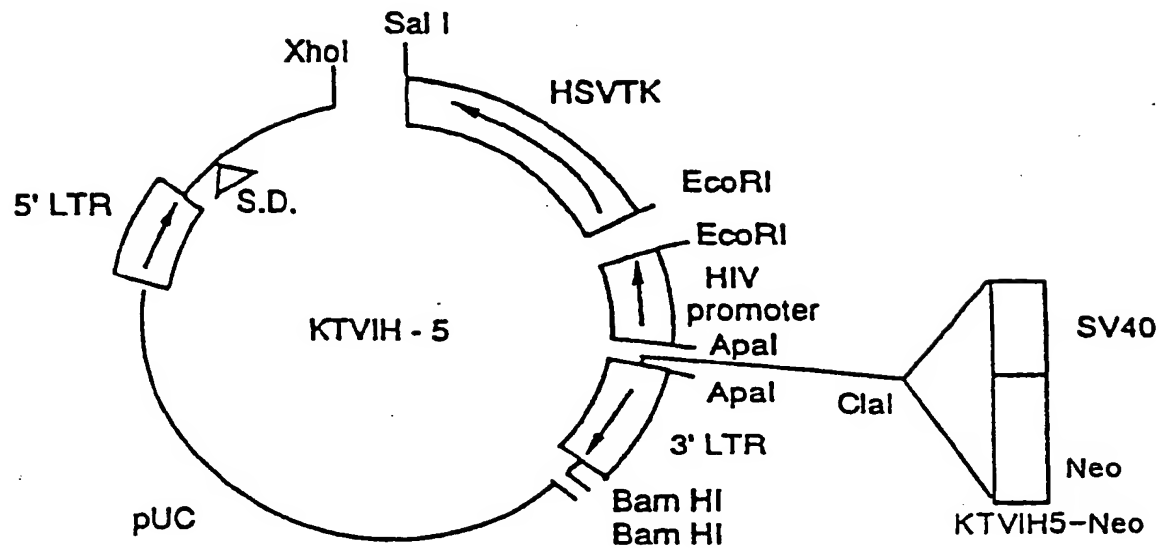 Sal I
XhoI
HSVTK
EcoRI
5' LTR
S.D.
EcoRI
HIV
promoter
SV40
KTVIH - 5
ApaI
ApaI
ClaI
3' LTR
Neo
Bam HI
pUC
KTVIH5-Neo
Bam HI